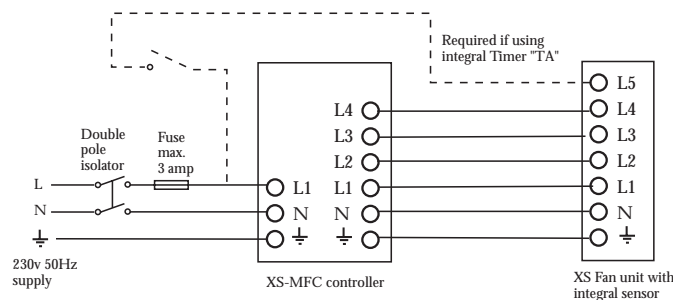 Required if using
integral Timer "TA"
L5
L4
L4
L3
L3
L2
L2
Double
pole
isolator
Fuse
max.
3 amp
L
L1
L1
L1
N
N
N
N
230v 50Hz
supply
XS-MFC controller
XS Fan unit with
integral sensor